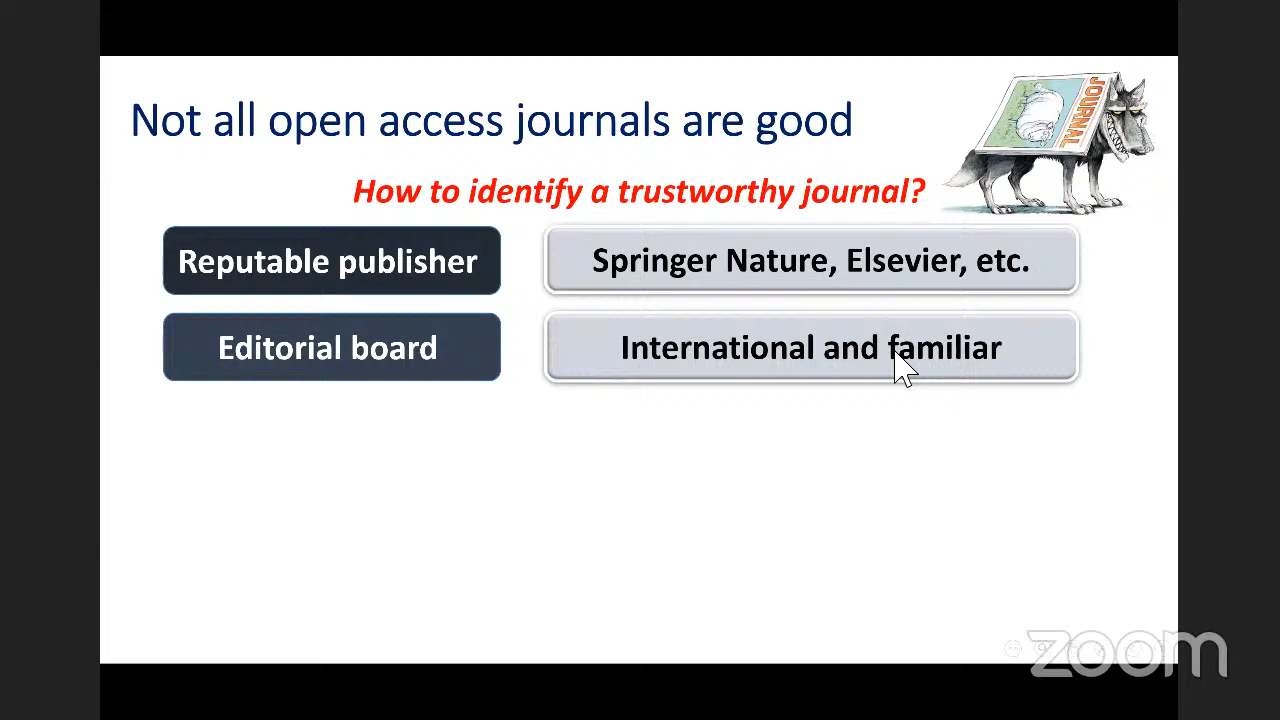 Not all open access journals are good
JOURNAL
How to identify a trustworthy journal?
Reputable publisher
Springer Nature, Elsevier, etc.
Editorial board
International and familiar
zoom